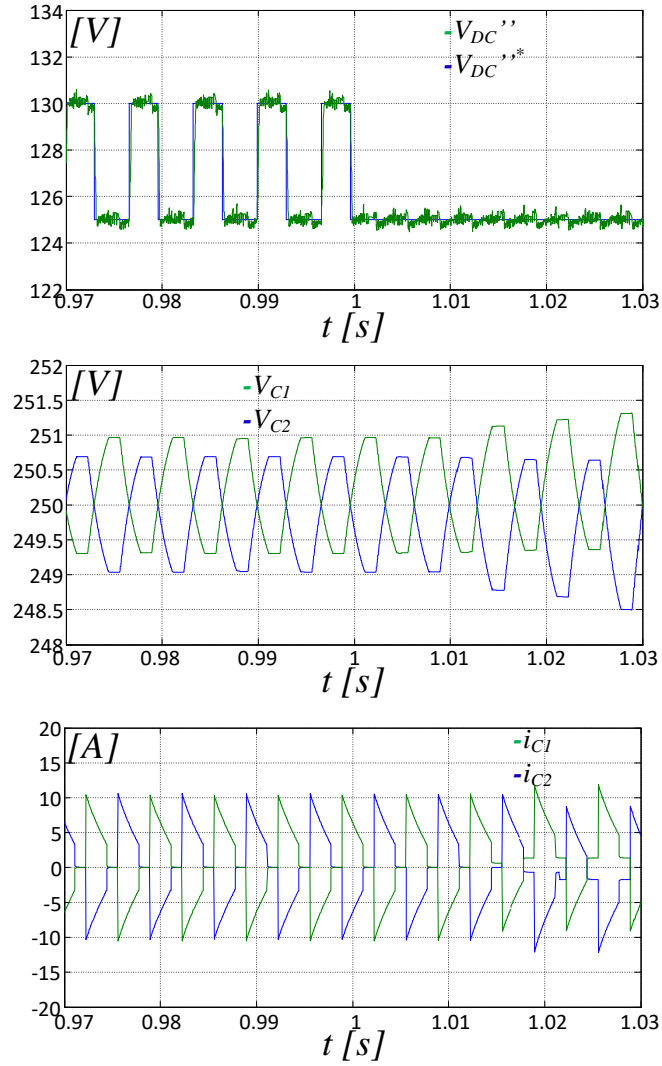 [V]
V_DC''
V_DC''*
134
132
130
128
126
124
122
0.97 0.98 0.99 1 1.01 1.02 1.03
t [s]
[V]
V_C1
V_C2
252
251.5
251
250.5
250
249.5
249
248.5
248
0.97 0.98 0.99 1 1.01 1.02 1.03
t [s]
[A]
i_C1
i_C2
20
15
10
5
0
-5
-10
-15
-20
0.97 0.98 0.99 1 1.01 1.02 1.03
t [s]